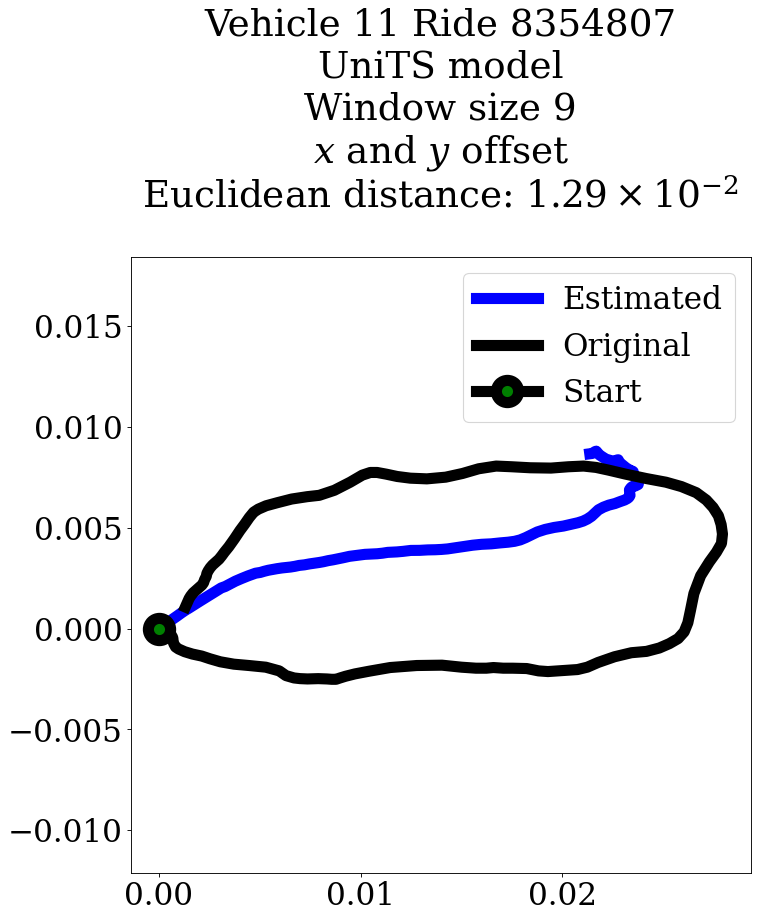 Vehicle 11 Ride 8354807
UniTS model
Window size 9
x and y offset
Euclidean distance: 1.29 × 10⁻²
Estimated
Original
Start
0.015
0.010
0.005
0.000
−0.005
−0.010
0.00 0.01 0.02